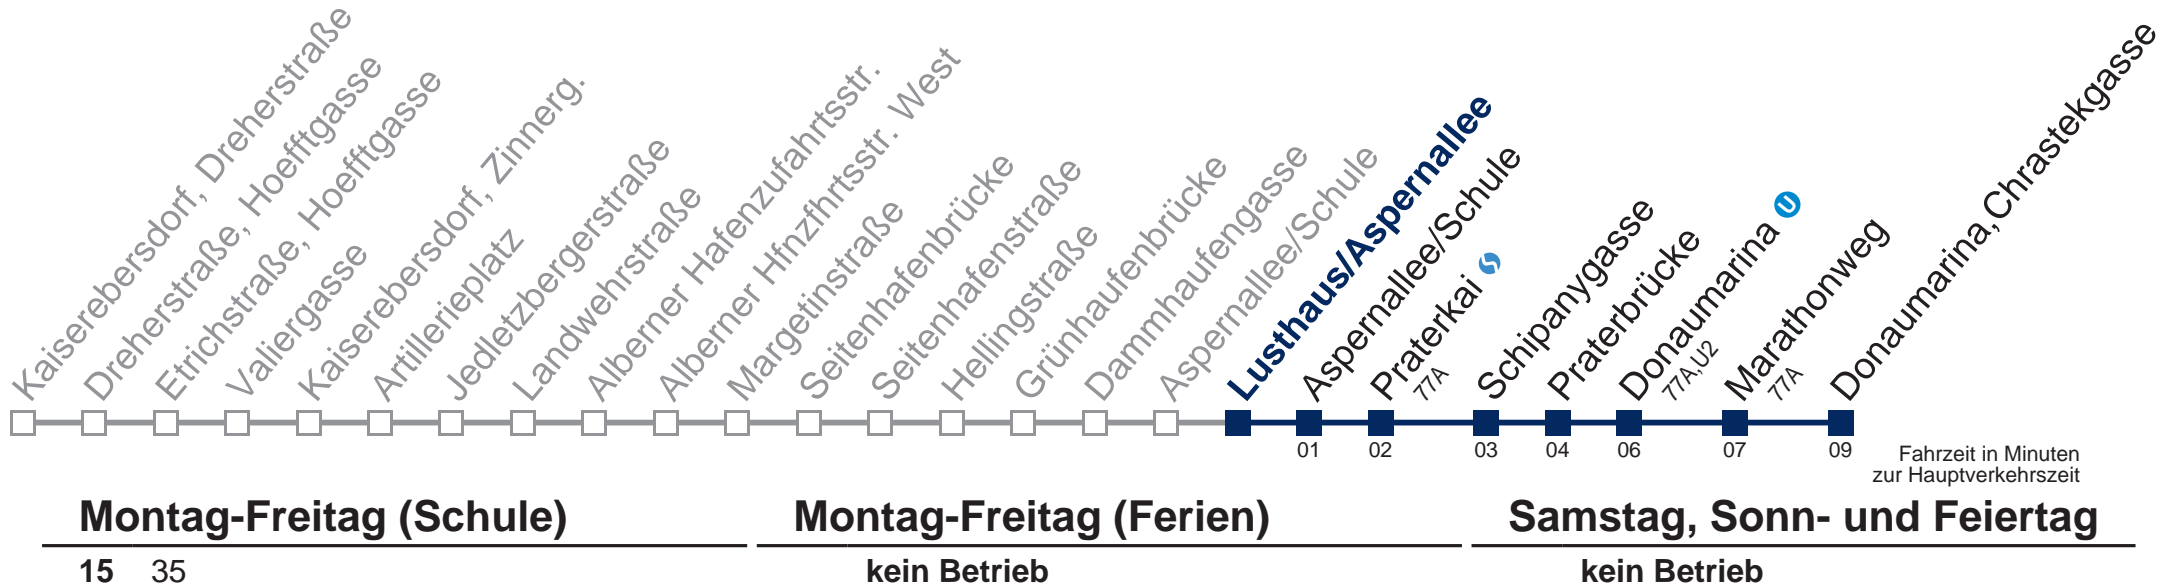 Kaiserebersdorf, Dreherstraße
Dreherstraße, Hoefftgasse
Etrichstraße, Hoefftgasse
Valiergasse
Kaiserebersdorf, Zinnerg.
Artillerieplatz
Jedletzbergerstraße
Landwehrstraße
Alberner Hafenzufahrtsstr.
Alberner Hfnzfhrtsstr. West
Margetinstraße
Seitenhafenbrücke
Seitenhafenstraße
Hellingstraße
Grünhaufenbrücke
Dammhaufengasse
Aspernallee/Schule
Lusthaus/Aspernallee
Aspernallee/Schule
Praterkai
77A
Schipanygasse
Praterbrücke
Donaumarina U
77A,U2
Marathonweg
77A
Donaumarina, Chrastekgasse
01 02 03 04 06 07 09
Fahrzeit in Minuten
zur Hauptverkehrszeit
Montag-Freitag (Schule) Montag-Freitag (Ferien) Samstag, Sonn- und Feiertag
15 35 kein Betrieb kein Betrieb